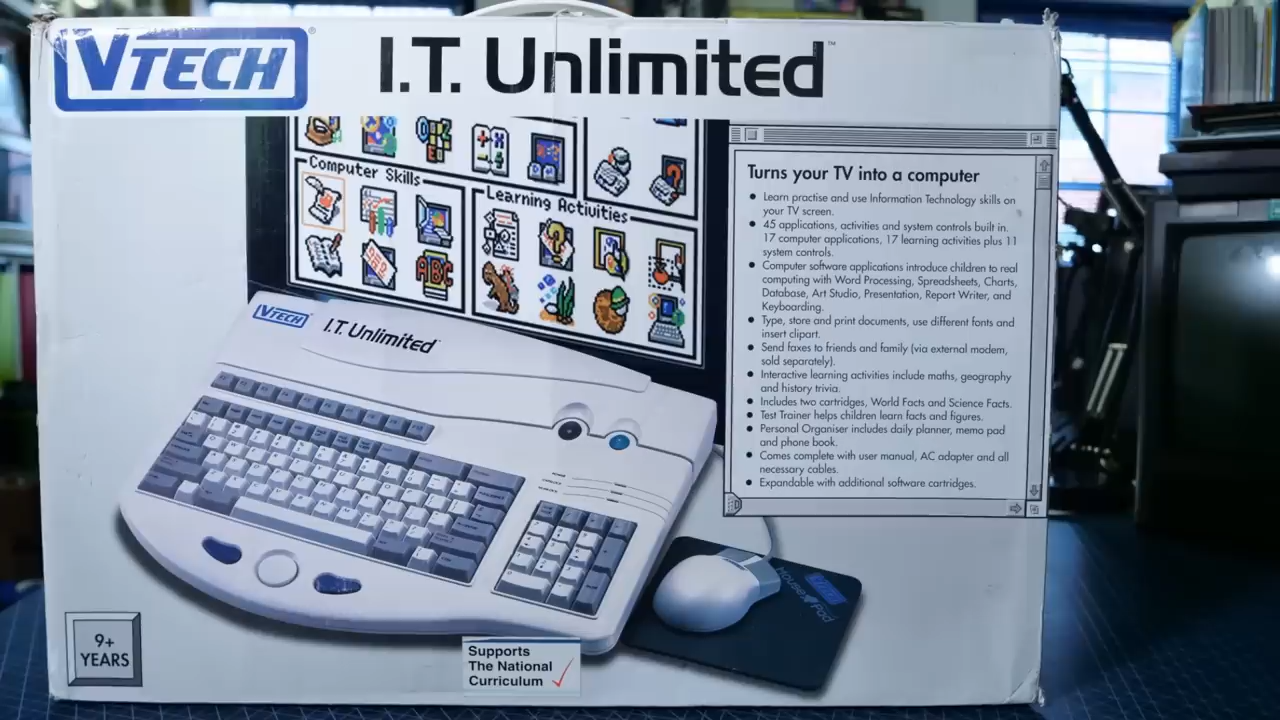 VTECH®
I.T. Unlimited™
Computer Skills
Learning Activities
ABC
Turns your TV into a computer
• Learn practise and use Information Technology skills on
your TV screen.
• 45 applications, activities and system controls built in.
17 computer applications, 17 learning activities plus 11
system controls.
• Computer software applications introduce children to real
computing with Word Processing, Spreadsheets, Charts,
Database, Art Studio, Presentation, Report Writer, and
Keyboarding.
• Type, store and print documents, use different fonts and
insert clipart.
• Send faxes to friends and family (via external modem,
sold separately).
• Interactive learning activities include maths, geography
and history trivia.
• Includes two cartridges, World Facts and Science Facts.
• Test Trainer helps children learn facts and figures.
• Personal Organiser includes daily planner, memo pad
and phone book.
• Comes complete with user manual, AC adapter and all
necessary cables.
• Expandable with additional software cartridges.
VTECH
I.T. Unlimited
VTECH
Mouse Pad
9+
YEARS
Supports
The National
Curriculum